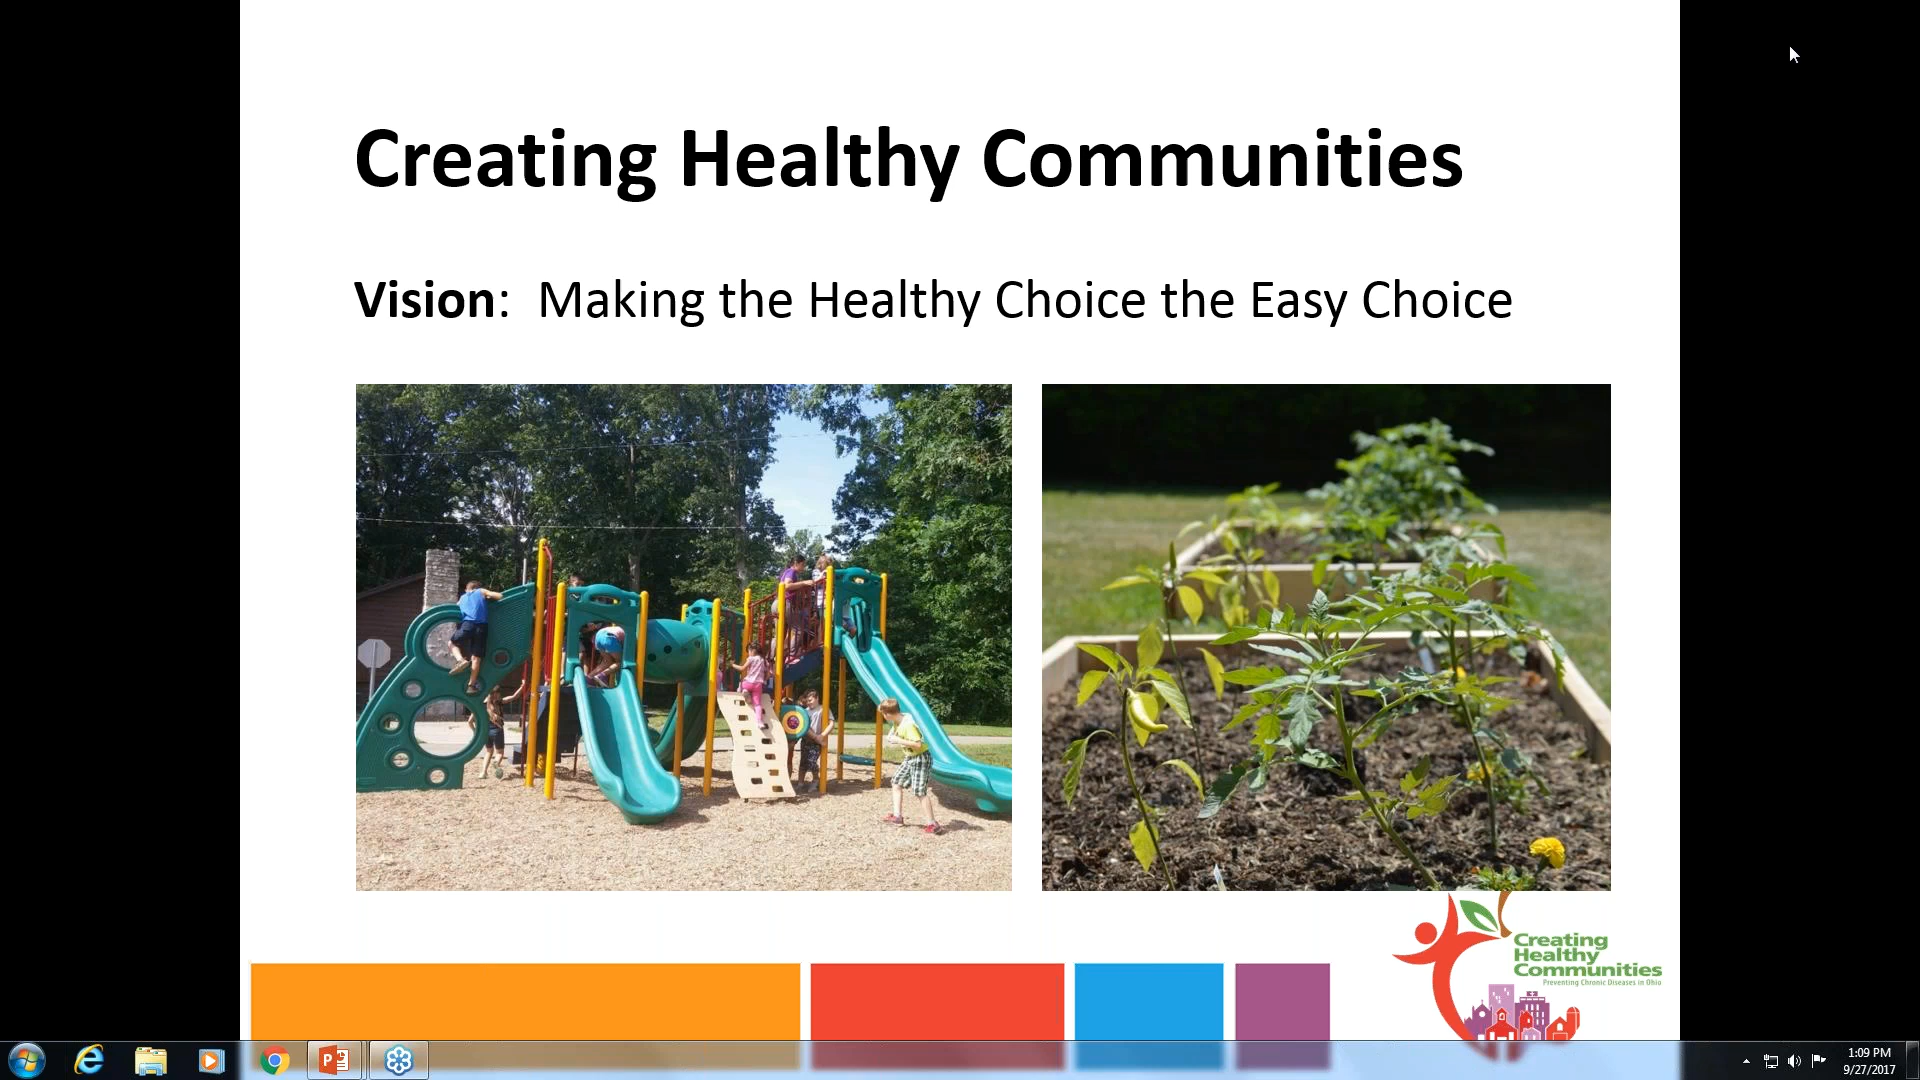 Creating Healthy Communities
Vision:  Making the Healthy Choice the Easy Choice
Creating
Healthy
Communities
Preventing Chronic Diseases in Ohio
1:09 PM
9/27/2017